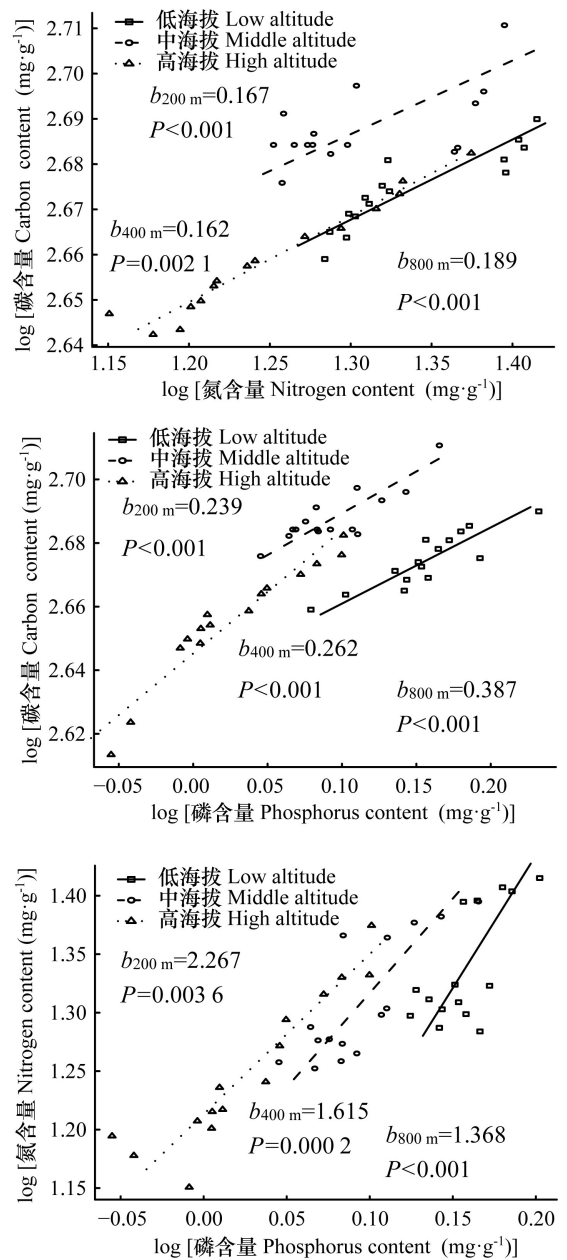 低海拔 Low altitude
中海拔 Middle altitude
高海拔 High altitude
b200 m=0.167
P<0.001
b400 m=0.162
P=0.002 1
b800 m=0.189
P<0.001
2.71
2.70
2.69
2.68
2.67
2.66
2.65
2.64
log [碳含量 Carbon content (mg·g-1)]
1.15 1.20 1.25 1.30 1.35 1.40
log [氮含量 Nitrogen content (mg·g-1)]
低海拔 Low altitude
中海拔 Middle altitude
高海拔 High altitude
b200 m=0.239
P<0.001
b400 m=0.262
P<0.001
b800 m=0.387
P<0.001
2.70
2.68
2.66
2.64
2.62
log [碳含量 Carbon content (mg·g-1)]
−0.05 0.00 0.05 0.10 0.15 0.20
log [磷含量 Phosphorus content (mg·g-1)]
低海拔 Low altitude
中海拔 Middle altitude
高海拔 High altitude
b200 m=2.267
P=0.003 6
b400 m=1.615
P=0.000 2
b800 m=1.368
P<0.001
1.40
1.35
1.30
1.25
1.20
1.15
log [氮含量 Nitrogen content (mg·g-1)]
−0.05 0.00 0.05 0.10 0.15 0.20
log [磷含量 Phosphorus content (mg·g-1)]